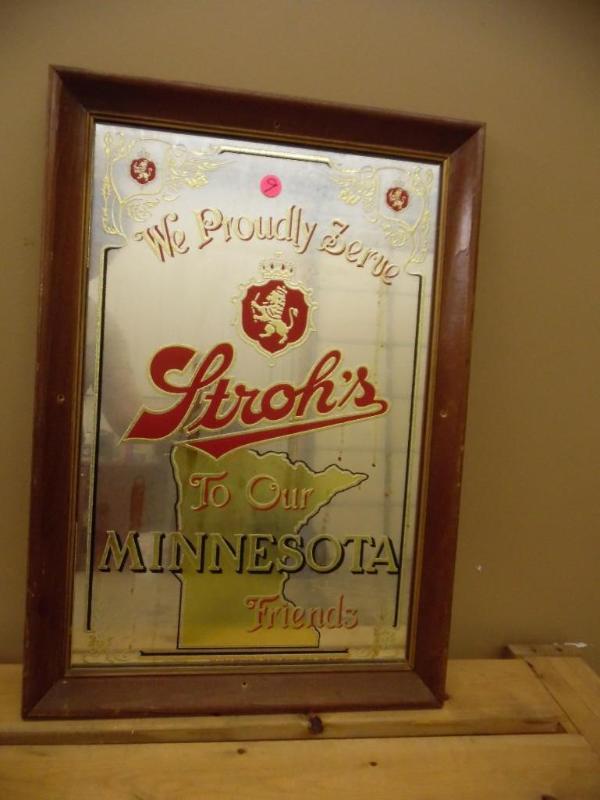 We Proudly Serve
Stroh's
To Our
MINNESOTA
Friends